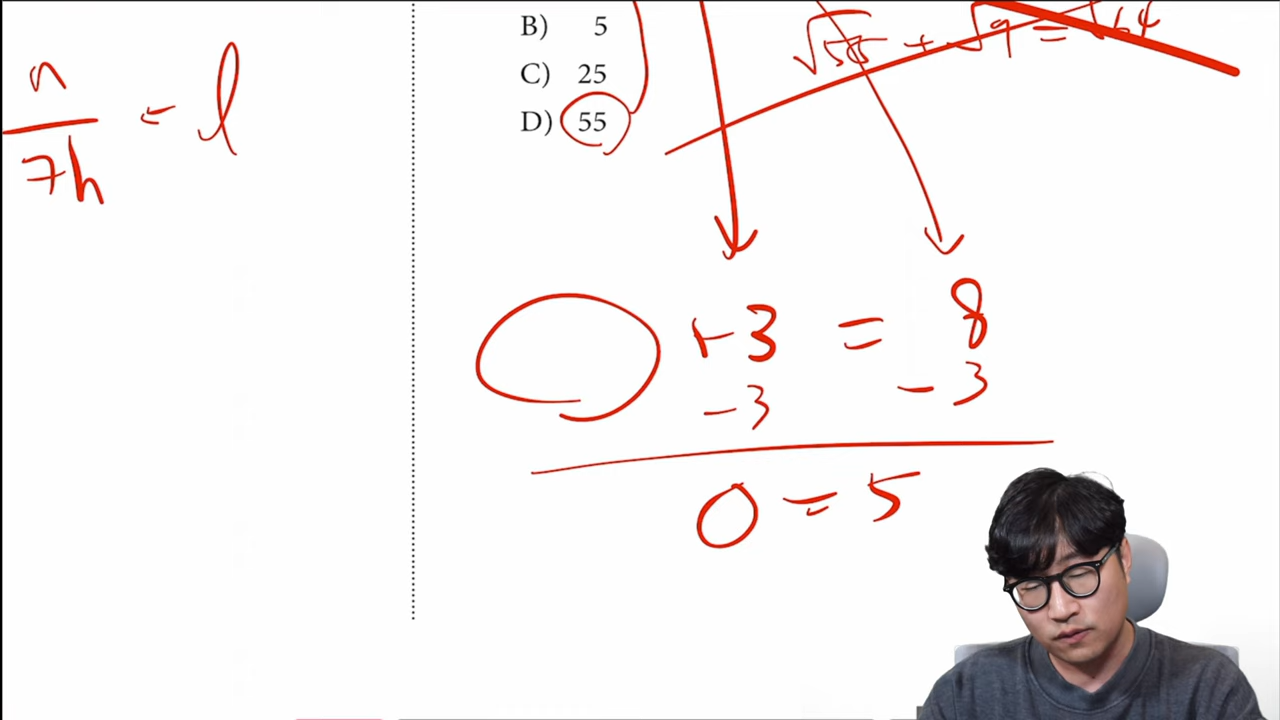 n
7h
= l
B) 5
C) 25
D) 55
√55 + √9 = √64
+3 = 8
-3 -3
0 = 5